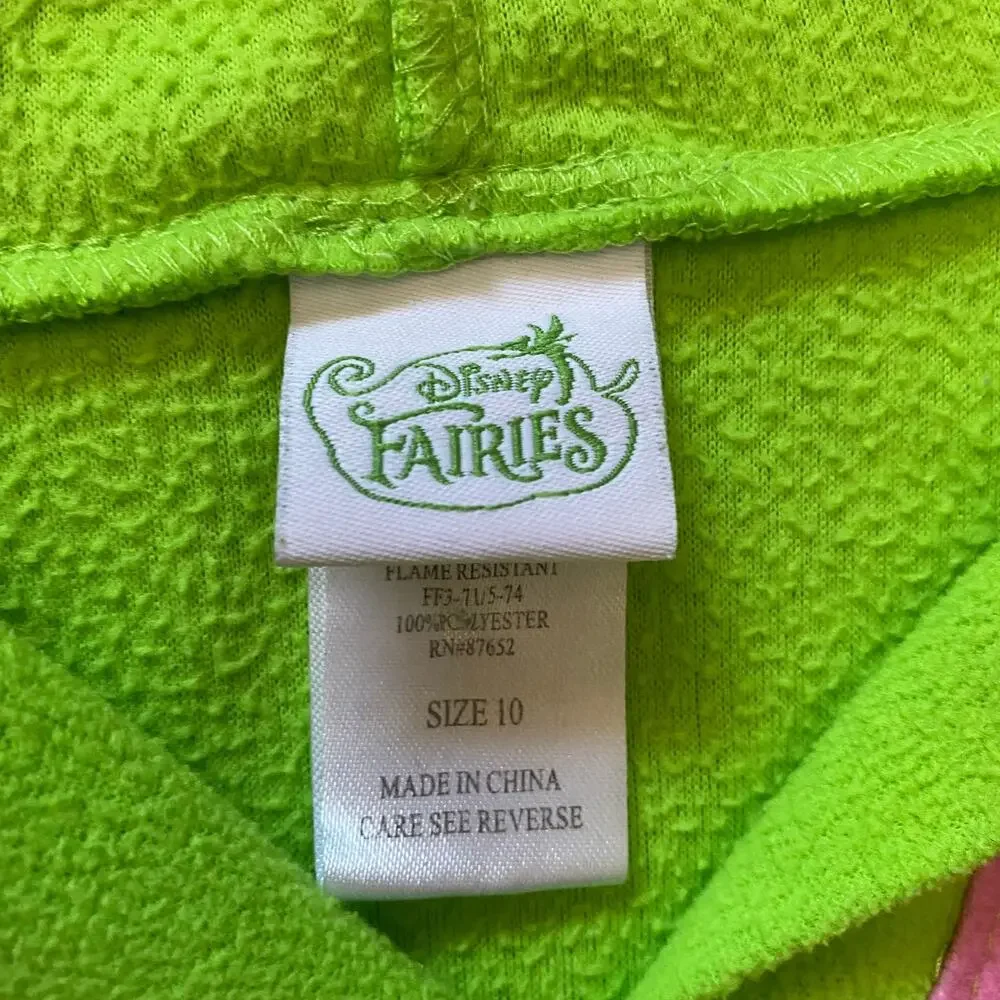 Disney
FAIRIES
FLAME RESISTANT
FF3-71/5-74
100%POLYESTER
RN#87652
SIZE 10
MADE IN CHINA
CARE SEE REVERSE